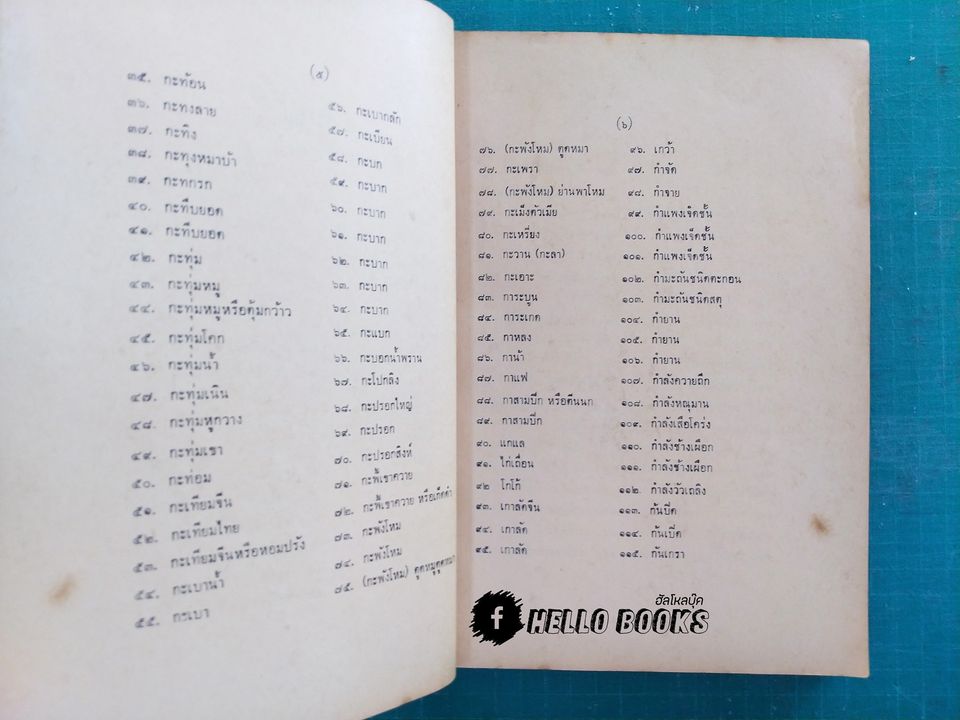 (๕)
๓๕. กะท้อน
๓๖. กะทงลาย
๓๗. กะทิง
๓๘. กะทุงหมาบ้า
๓๙. กะทกรก
๔๐. กะทืบยอด
๔๑. กะทืบยอด
๔๒. กะทุ่ม
๔๓. กะทุ่มหมู
๔๔. กะทุ่มหมูหรือตุ้มกว้าว
๔๕. กะทุ่มโคก
๔๖. กะทุ่มน้ำ
๔๗. กะทุ่มเนิน
๔๘. กะทุ่มหูกวาง
๔๙. กะทุ่มเขา
๕๐. กะท่อม
๕๑. กะเทียมจีน
๕๒. กะเทียมไทย
๕๓. กะเทียมจีนหรือหอมปรัง
๕๔. กะเบาน้ำ
๕๕. กระเบา
๕๖. กะเบากลัก
๕๗. กะเบียน
๕๘. กะบก
๕๙. กะบาก
๖๐. กะบาก
๖๑. กะบาก
๖๒. กะบาก
๖๓. กะบาก
๖๔. กะบาก
๖๕. กะแบก
๖๖. กะบอกน้ำพราน
๖๗. กะโปกลิง
๖๘. กะปรอกใหญ่
๖๙. กะปรอก
๗๐. กะปรอกสิงห์
๗๑. กะพี้เขาควาย
๗๒. กะพี้เขาควาย หรือเก็ดดำ
๗๓. กะพังโหม
๗๔. กะพังโหม
๗๕. (กะพังโหม) ตูดหมูตูดหมา
(๖)
๗๖. (กะพังโหม) ตูดหมา
๗๗. กะเพรา
๗๘. (กะพังโหม) ย่านพาโหม
๗๙. กะเม็งตัวเมีย
๘๐. กะเหรี่ยง
๘๑. กะวาน (กะลา)
๘๒. กะเอาะ
๘๓. การะบูน
๘๔. การะเกด
๘๕. กาหลง
๘๖. กาน้ำ
๘๗. กาแฟ
๘๘. กาสามปีก หรือตีนนก
๘๙. กาสามปีก
๙๐. แกแล
๙๑. ไก่เถื่อน
๙๒ โกโก้
๙๓. เกาลัดจีน
๙๔. เกาลัด
๙๕. เกาลัด
๙๖. เกว้า
๙๗. กำจัด
๙๘. กำจาย
๙๙. กำแพงเจ็ดชั้น
๑๐๐. กำแพงเจ็ดชั้น
๑๐๑. กำแพงเจ็ดชั้น
๑๐๒. กำมะถันชนิดตะกอน
๑๐๓. กำมะถันชนิดสตุ
๑๐๔. กำยาน
๑๐๕. กำยาน
๑๐๖. กำยาน
๑๐๗. กำลังควายถึก
๑๐๘. กำลังหณุมาน
๑๐๙. กำลังเสือโคร่ง
๑๑๐. กำลังช้างเผือก
๑๑๑. กำลังช้างเผือก
๑๑๒. กำลังวัวเถลิง
๑๑๓. กันบึด
๑๑๔. กันเบ็ด
๑๑๕. กันเกรา
ฮัลโหลบุ๊ค
f HELLO BOOKS